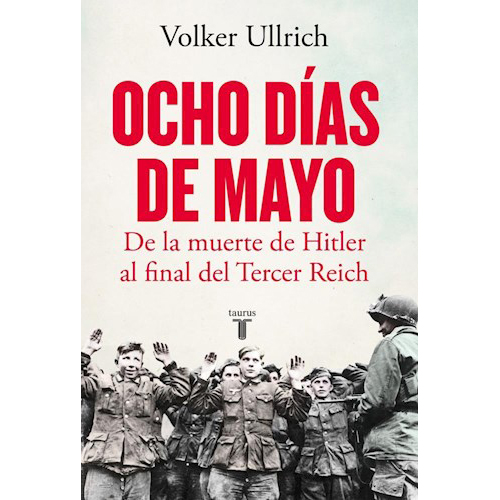 Volker Ullrich
OCHO DÍAS
DE MAYO
De la muerte de Hitler
al final del Tercer Reich
taurus